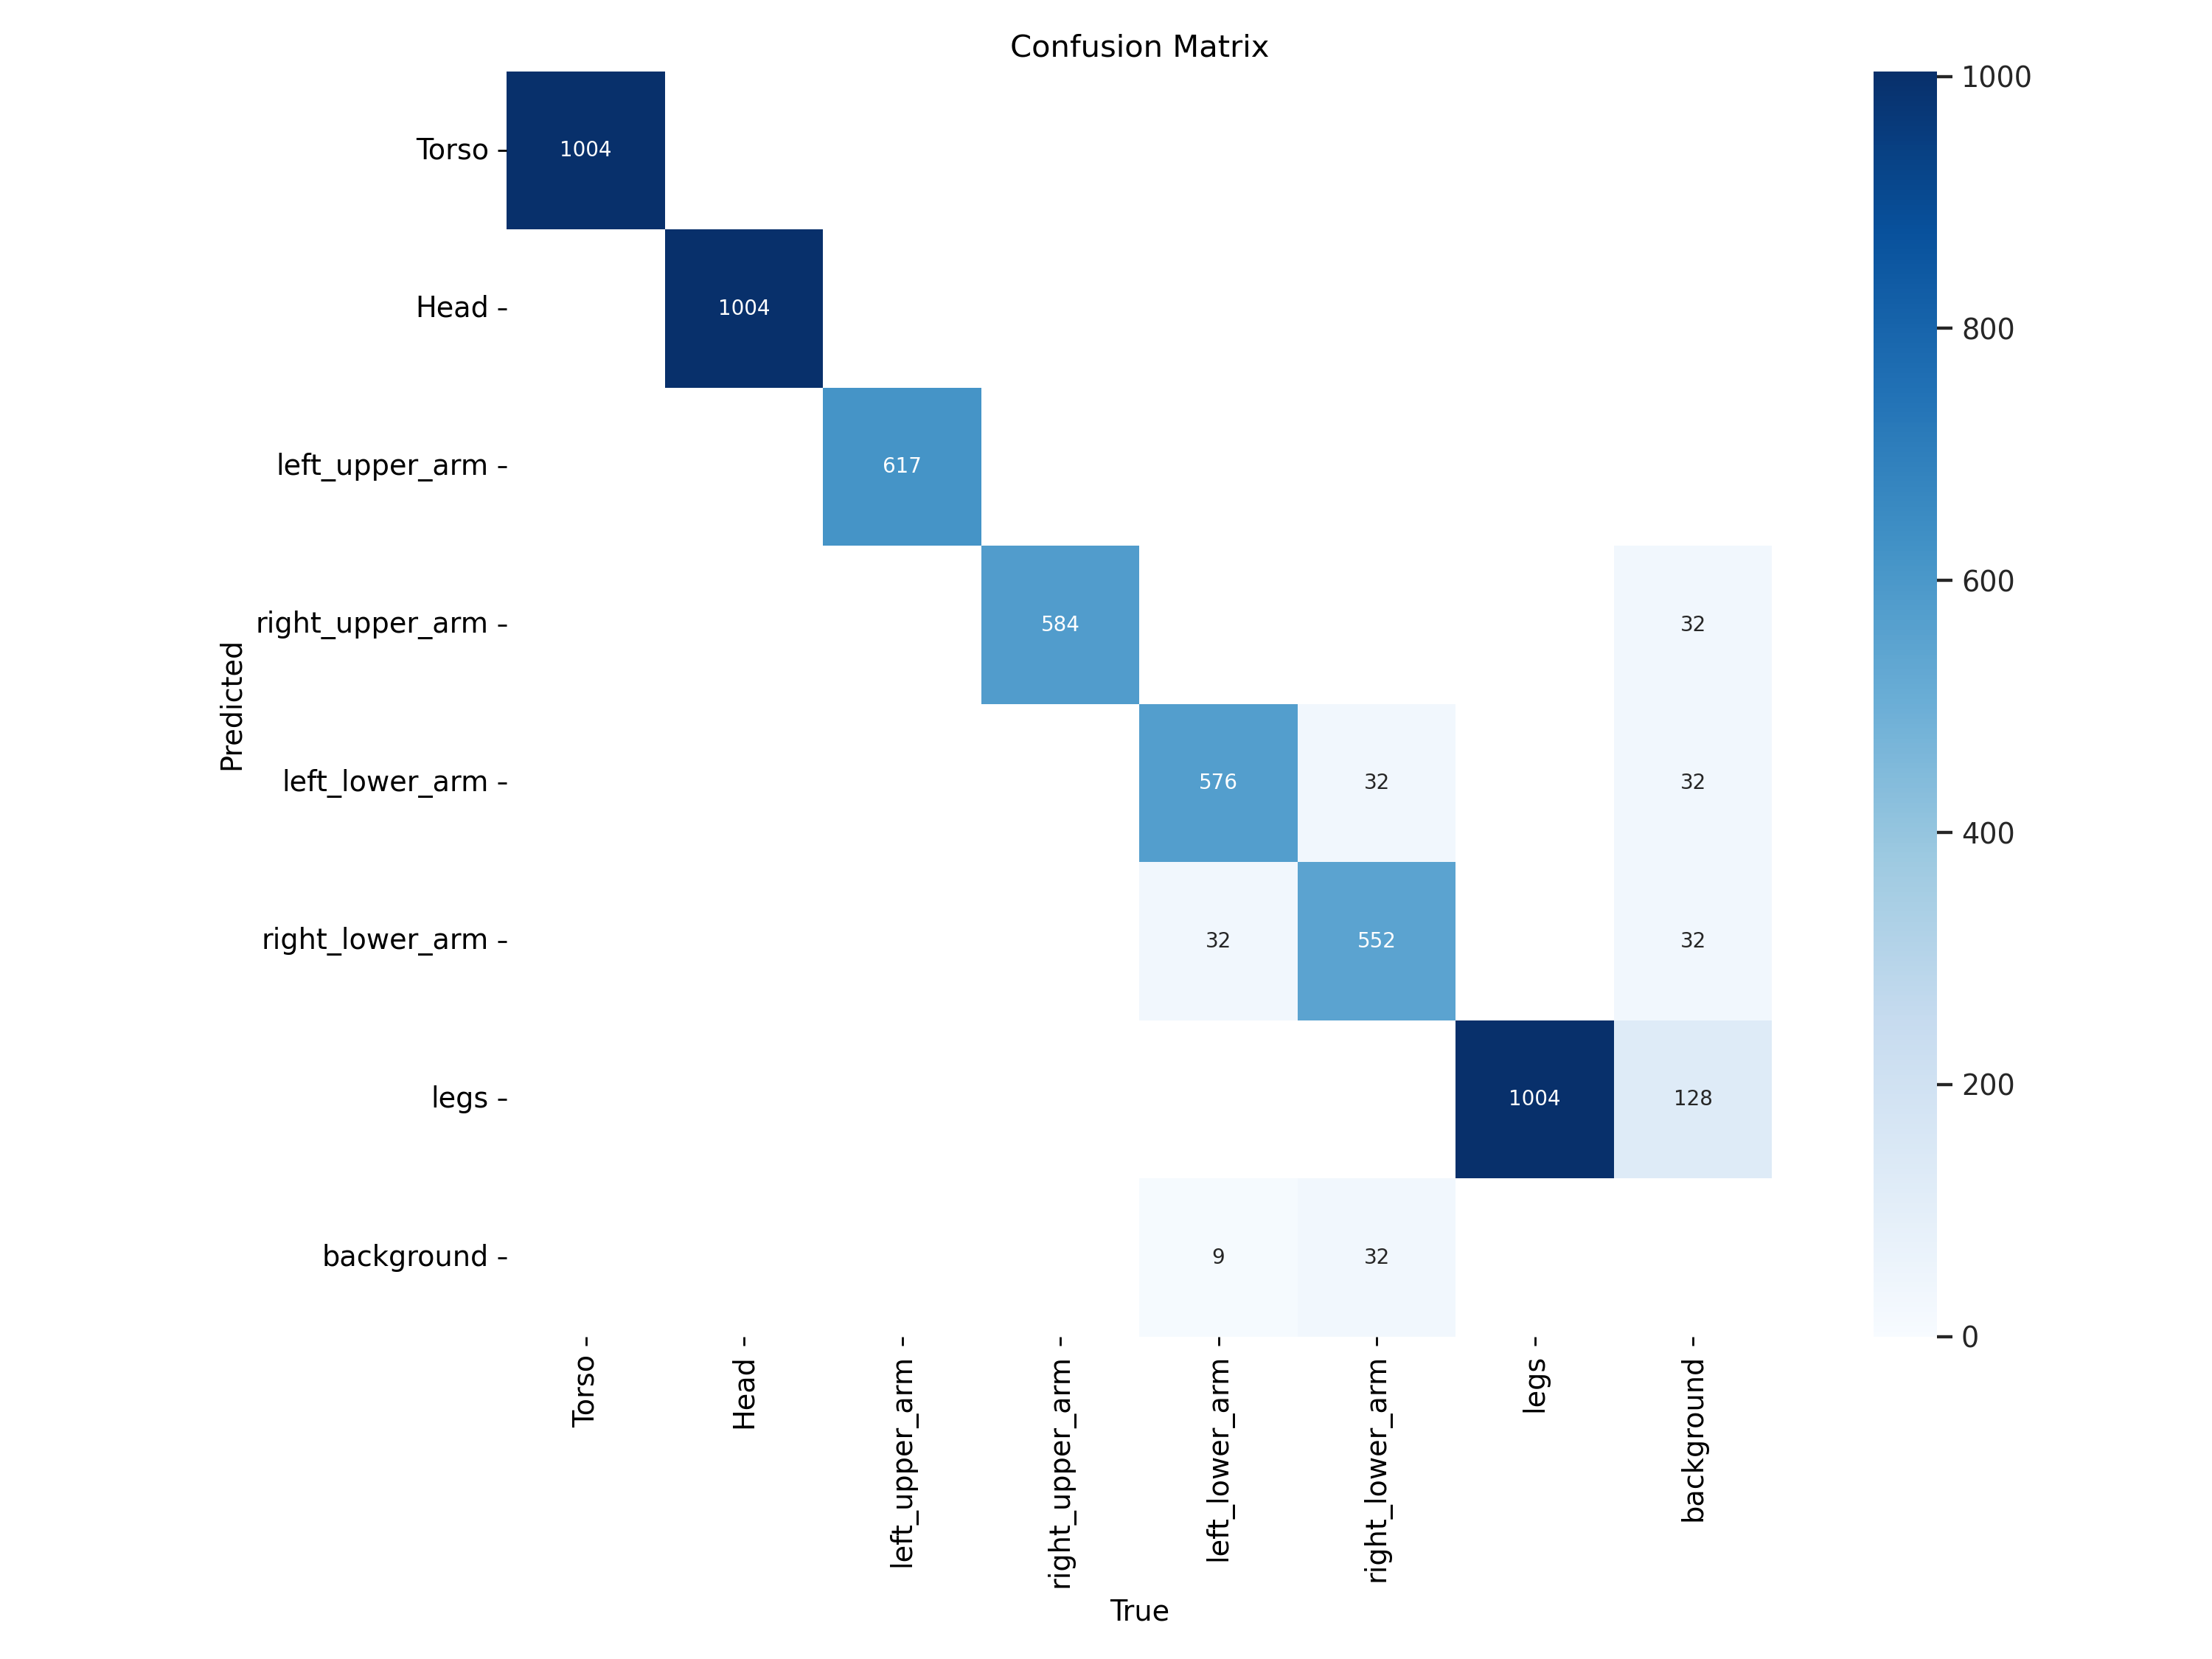 Confusion Matrix
Torso
1004
Head
1004
left_upper_arm
617
right_upper_arm
584
32
left_lower_arm
576
32
32
right_lower_arm
32
552
32
legs
1004
128
background
9
32
Predicted
Torso
Head
left_upper_arm
right_upper_arm
left_lower_arm
right_lower_arm
legs
background
True
1000
800
600
400
200
0